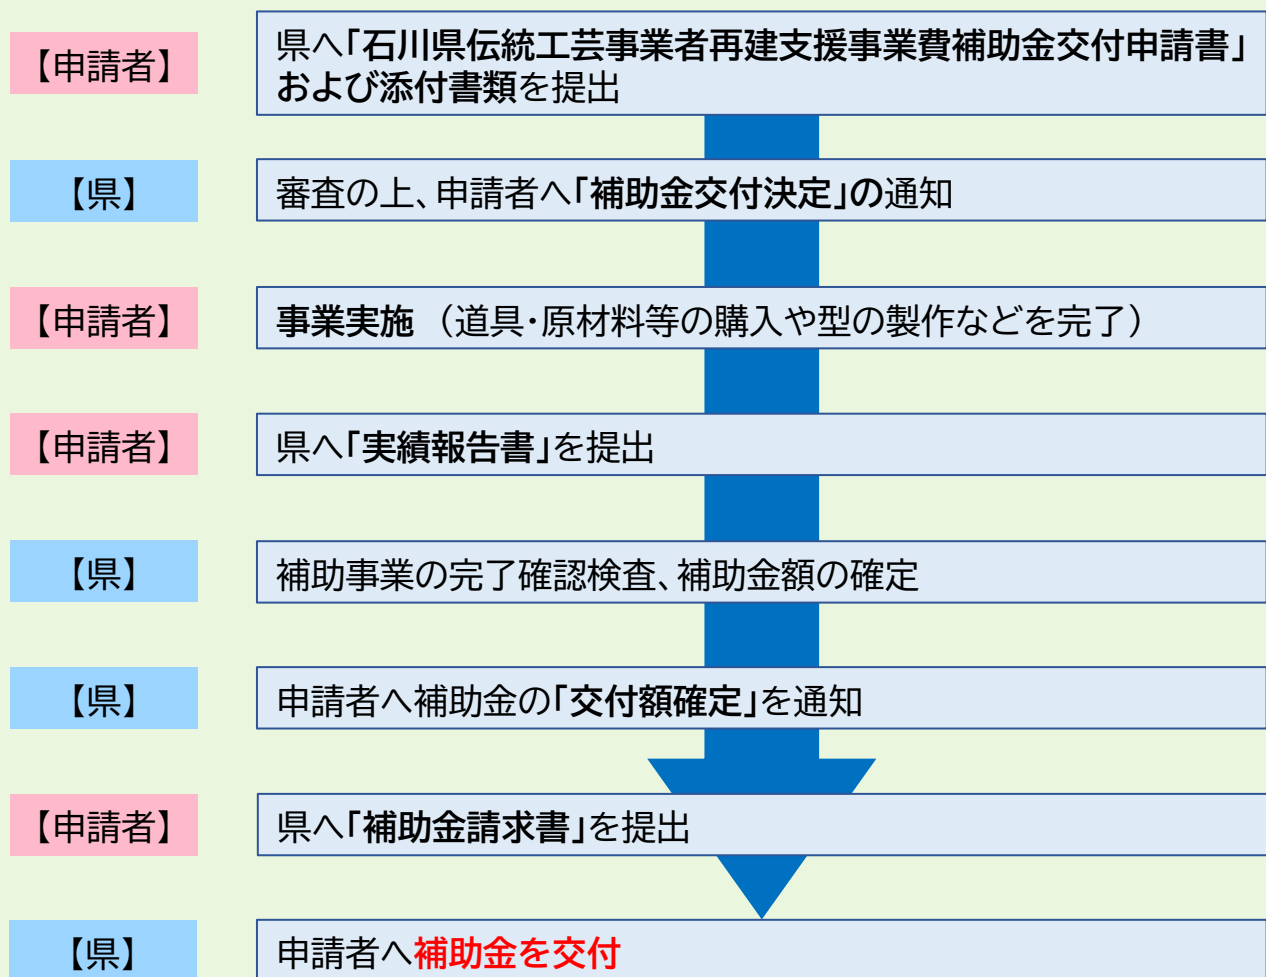 【申請者】
県へ「石川県伝統工芸事業者再建支援事業費補助金交付申請書」
および添付書類を提出
【県】
審査の上、申請者へ「補助金交付決定」の通知
【申請者】
事業実施 （道具・原材料等の購入や型の製作などを完了）
【申請者】
県へ「実績報告書」を提出
【県】
補助事業の完了確認検査、補助金額の確定
【県】
申請者へ補助金の「交付額確定」を通知
【申請者】
県へ「補助金請求書」を提出
【県】
申請者へ補助金を交付